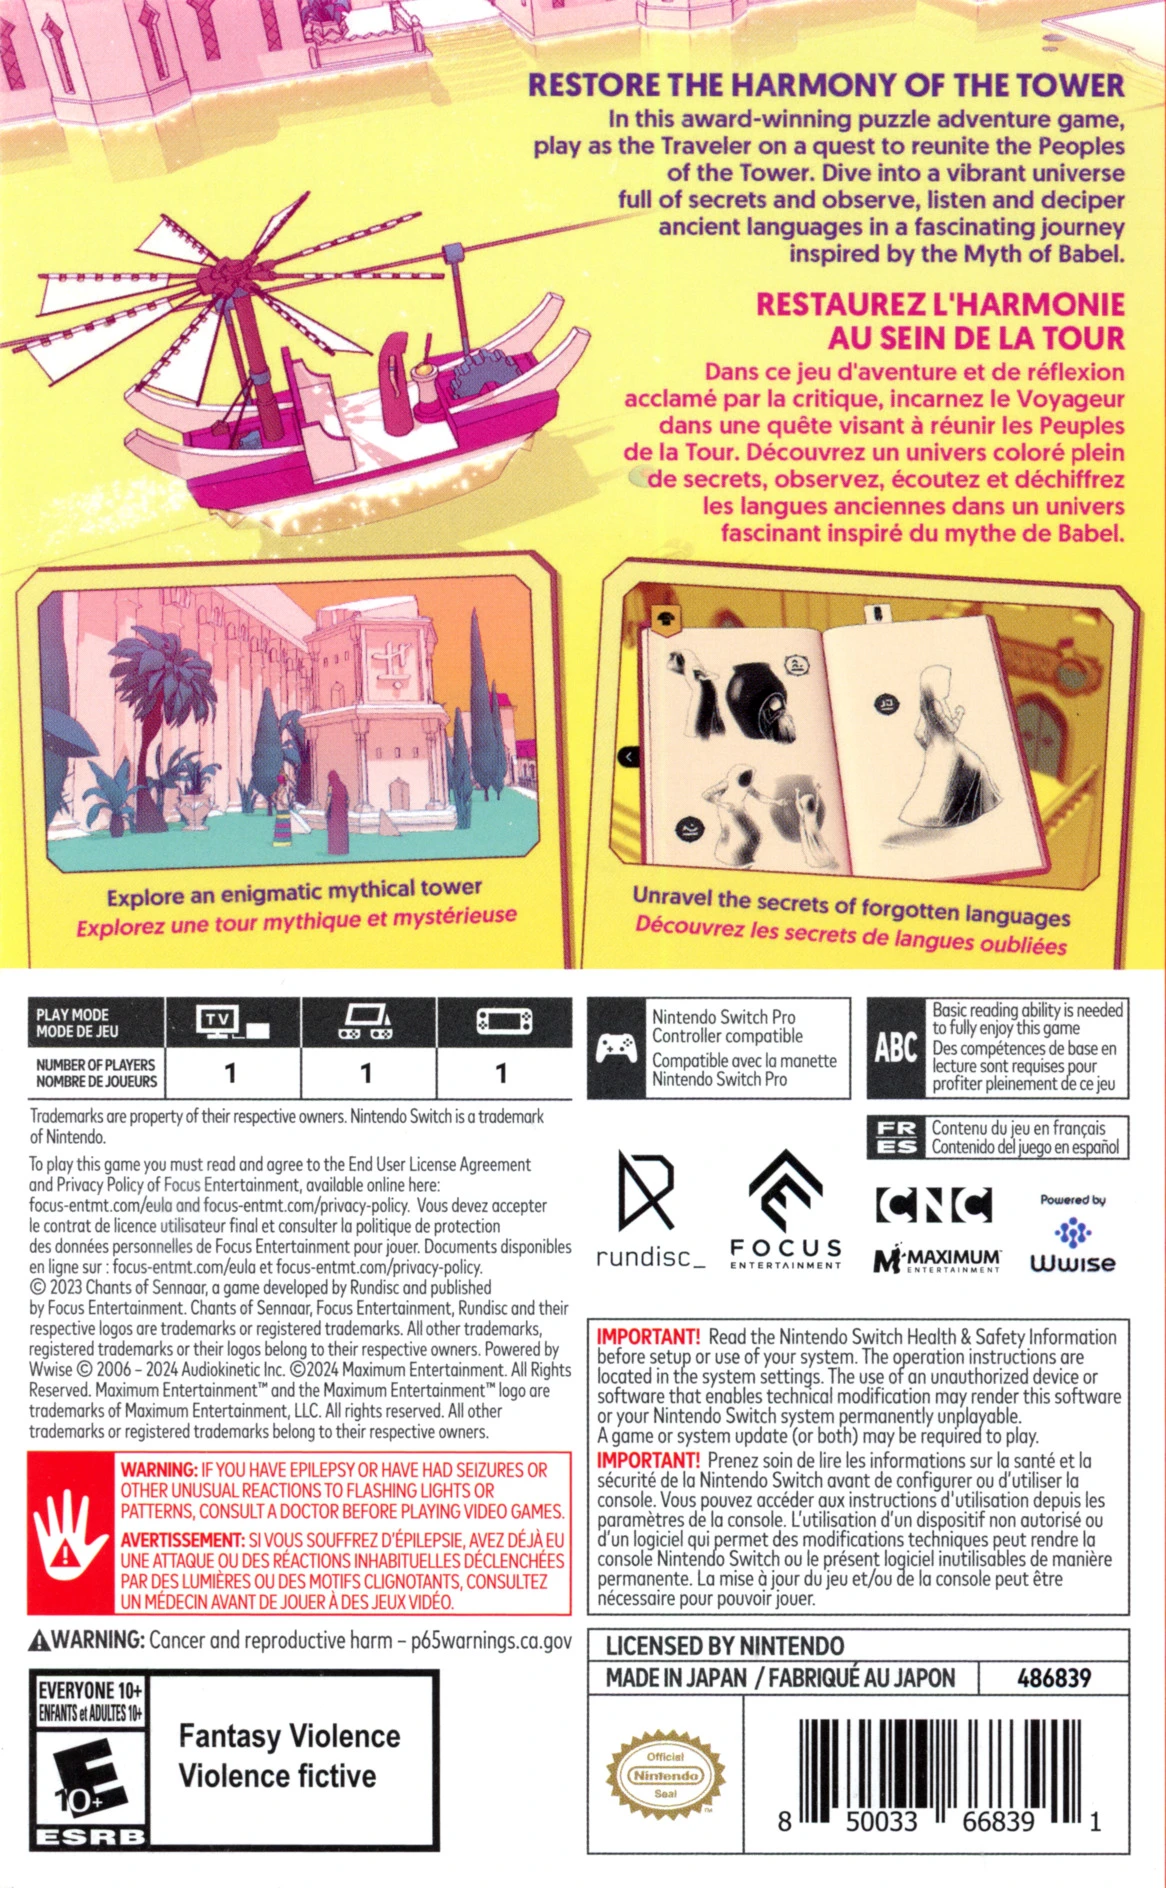 RESTORE THE HARMONY OF THE TOWER
In this award-winning puzzle adventure game,
play as the Traveler on a quest to reunite the Peoples
of the Tower. Dive into a vibrant universe
full of secrets and observe, listen and deciper
ancient languages in a fascinating journey
inspired by the Myth of Babel.
RESTAUREZ L'HARMONIE
AU SEIN DE LA TOUR
Dans ce jeu d'aventure et de réflexion
acclamé par la critique, incarnez le Voyageur
dans une quête visant à réunir les Peuples
de la Tour. Découvrez un univers coloré plein
de secrets, observez, écoutez et déchiffrez
les langues anciennes dans un univers
fascinant inspiré du mythe de Babel.
Explore an enigmatic mythical tower
Explorez une tour mythique et mystérieuse
Unravel the secrets of forgotten languages
Découvrez les secrets de langues oubliées
PLAY MODE
MODE DE JEU
TV
NUMBER OF PLAYERS
NOMBRE DE JOUEURS
1
1
1
Nintendo Switch Pro
Controller compatible
Compatible avec la manette
Nintendo Switch Pro
ABC
Basic reading ability is needed
to fully enjoy this game
Des compétences de base en
lecture sont requises pour
profiter pleinement de ce jeu
FR
ES
Contenu du jeu en français
Contenido del juego en español
Trademarks are property of their respective owners. Nintendo Switch is a trademark
of Nintendo.
To play this game you must read and agree to the End User License Agreement
and Privacy Policy of Focus Entertainment, available online here:
focus-entmt.com/eula and focus-entmt.com/privacy-policy. Vous devez accepter
le contrat de licence utilisateur final et consulter la politique de protection
des données personnelles de Focus Entertainment pour jouer. Documents disponibles
en ligne sur : focus-entmt.com/eula et focus-entmt.com/privacy-policy.
© 2023 Chants of Sennaar, a game developed by Rundisc and published
by Focus Entertainment. Chants of Sennaar, Focus Entertainment, Rundisc and their
respective logos are trademarks or registered trademarks. All other trademarks,
registered trademarks or their logos belong to their respective owners. Powered by
Wwise © 2006 – 2024 Audiokinetic Inc. ©2024 Maximum Entertainment. All Rights
Reserved. Maximum Entertainment™ and the Maximum Entertainment™ logo are
trademarks of Maximum Entertainment, LLC. All rights reserved. All other
trademarks or registered trademarks belong to their respective owners.
rundisc_
FOCUS
ENTERTAINMENT
CNC
MAXIMUM
ENTERTAINMENT
Powered by
Wwise
WARNING: IF YOU HAVE EPILEPSY OR HAVE HAD SEIZURES OR
OTHER UNUSUAL REACTIONS TO FLASHING LIGHTS OR
PATTERNS, CONSULT A DOCTOR BEFORE PLAYING VIDEO GAMES.
AVERTISSEMENT: SI VOUS SOUFFREZ D'ÉPILEPSIE, AVEZ DÉJÀ EU
UNE ATTAQUE OU DES RÉACTIONS INHABITUELLES DÉCLENCHÉES
PAR DES LUMIÈRES OU DES MOTIFS CLIGNOTANTS, CONSULTEZ
UN MÉDECIN AVANT DE JOUER À DES JEUX VIDÉO.
WARNING: Cancer and reproductive harm – p65warnings.ca.gov
IMPORTANT! Read the Nintendo Switch Health & Safety Information
before setup or use of your system. The operation instructions are
located in the system settings. The use of an unauthorized device or
software that enables technical modification may render this software
or your Nintendo Switch system permanently unplayable.
A game or system update (or both) may be required to play.
IMPORTANT! Prenez soin de lire les informations sur la santé et la
sécurité de la Nintendo Switch avant de configurer ou d'utiliser la
console. Vous pouvez accéder aux instructions d'utilisation depuis les
paramètres de la console. L'utilisation d'un dispositif non autorisé ou
d'un logiciel qui permet des modifications techniques peut rendre la
console Nintendo Switch ou le présent logiciel inutilisables de manière
permanente. La mise à jour du jeu et/ou de la console peut être
nécessaire pour pouvoir jouer.
EVERYONE 10+
ENFANTS et ADULTES 10+
E
10+
ESRB
Fantasy Violence
Violence fictive
LICENSED BY NINTENDO
MADE IN JAPAN / FABRIQUÉ AU JAPON
486839
Official
Nintendo
Seal
TM
8 50033 66839 1